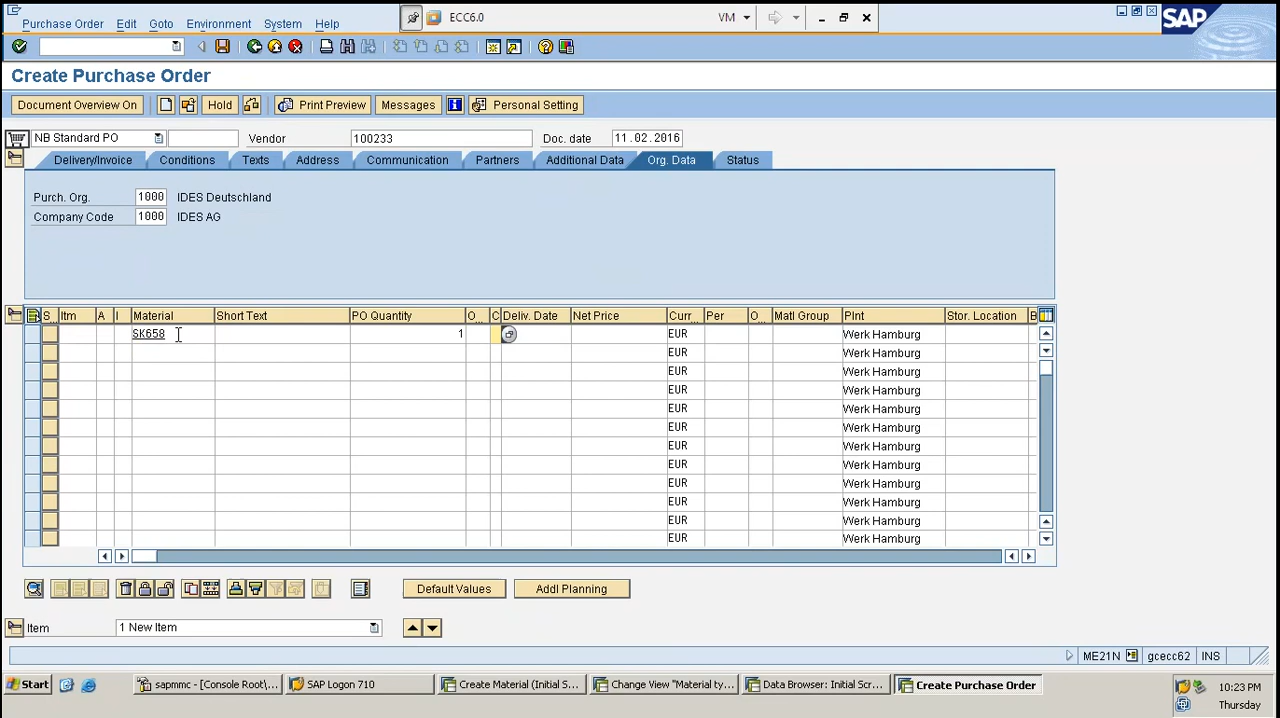 Purchase Order Edit Goto Environment System Help
ECC6.0 VM
SAP
Create Purchase Order
Document Overview On Hold Print Preview Messages Personal Setting
NB Standard PO Vendor 100233 Doc. date 11.02.2016
Delivery/Invoice Conditions Texts Address Communication Partners Additional Data Org. Data Status
Purch. Org. 1000 IDES Deutschland
Company Code 1000 IDES AG
S... Itm A I Material Short Text PO Quantity O... C Deliv. Date Net Price Curr... Per O... Matl Group Plnt Stor. Location B
SK658 1 EUR Werk Hamburg
EUR Werk Hamburg
EUR Werk Hamburg
EUR Werk Hamburg
EUR Werk Hamburg
EUR Werk Hamburg
EUR Werk Hamburg
EUR Werk Hamburg
EUR Werk Hamburg
EUR Werk Hamburg
EUR Werk Hamburg
EUR Werk Hamburg
Default Values Addl Planning
Item 1 New Item
ME21N gcecc62 INS
Start sapmmc - [Console Root\... SAP Logon 710 Create Material (Initial S... Change View "Material ty... Data Browser: Initial Scre... Create Purchase Order 10:23 PM
Thursday